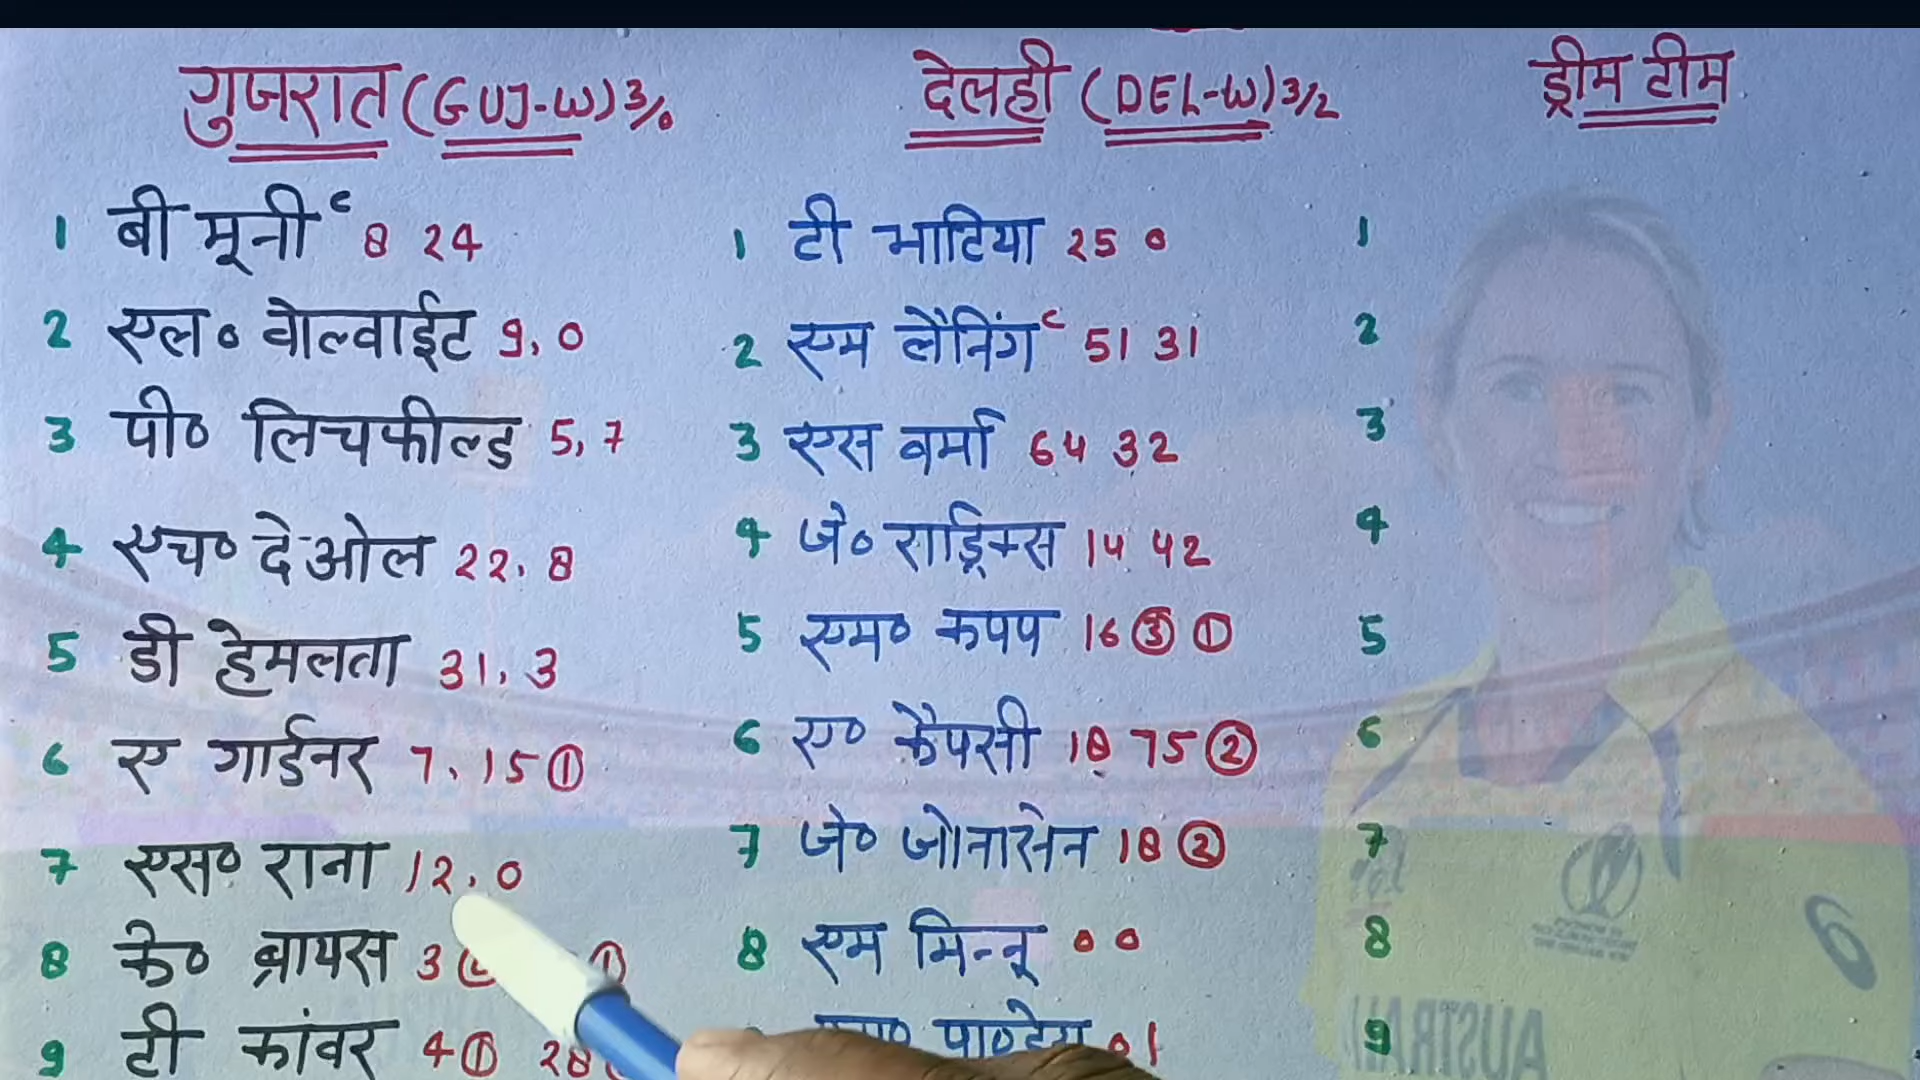 गुजरात (GUJ-W) 3/0
1 बी मूनी c 8 24
2 एल० वोल्वाईट 9, 0
3 पी० लिचफील्ड 5, 7
4 एच० देओल 22, 8
5 डी हेमलता 31, 3
6 ए गार्डनर 7, 15 ①
7 एस० राना 12, 0
8 के० ब्रायस 3 ①
9 टी कांवर 4 ① 28
देलही (DEL-W) 3/2
1 टी भाटिया 25 0
2 एम लैनिंग c 51 31
3 एस वर्मा 64 32
4 जे० राड्रिग्स 14 42
5 एम० कपप 16 ③ ①
6 ए० कैपसी 18 75 ②
7 जे० जोनासेन 18 ②
8 एम मिन्नू 0 0
पाण्डेय 0 1
ड्रीम टीम
1
2
3
4
5
6
7
8
9
6